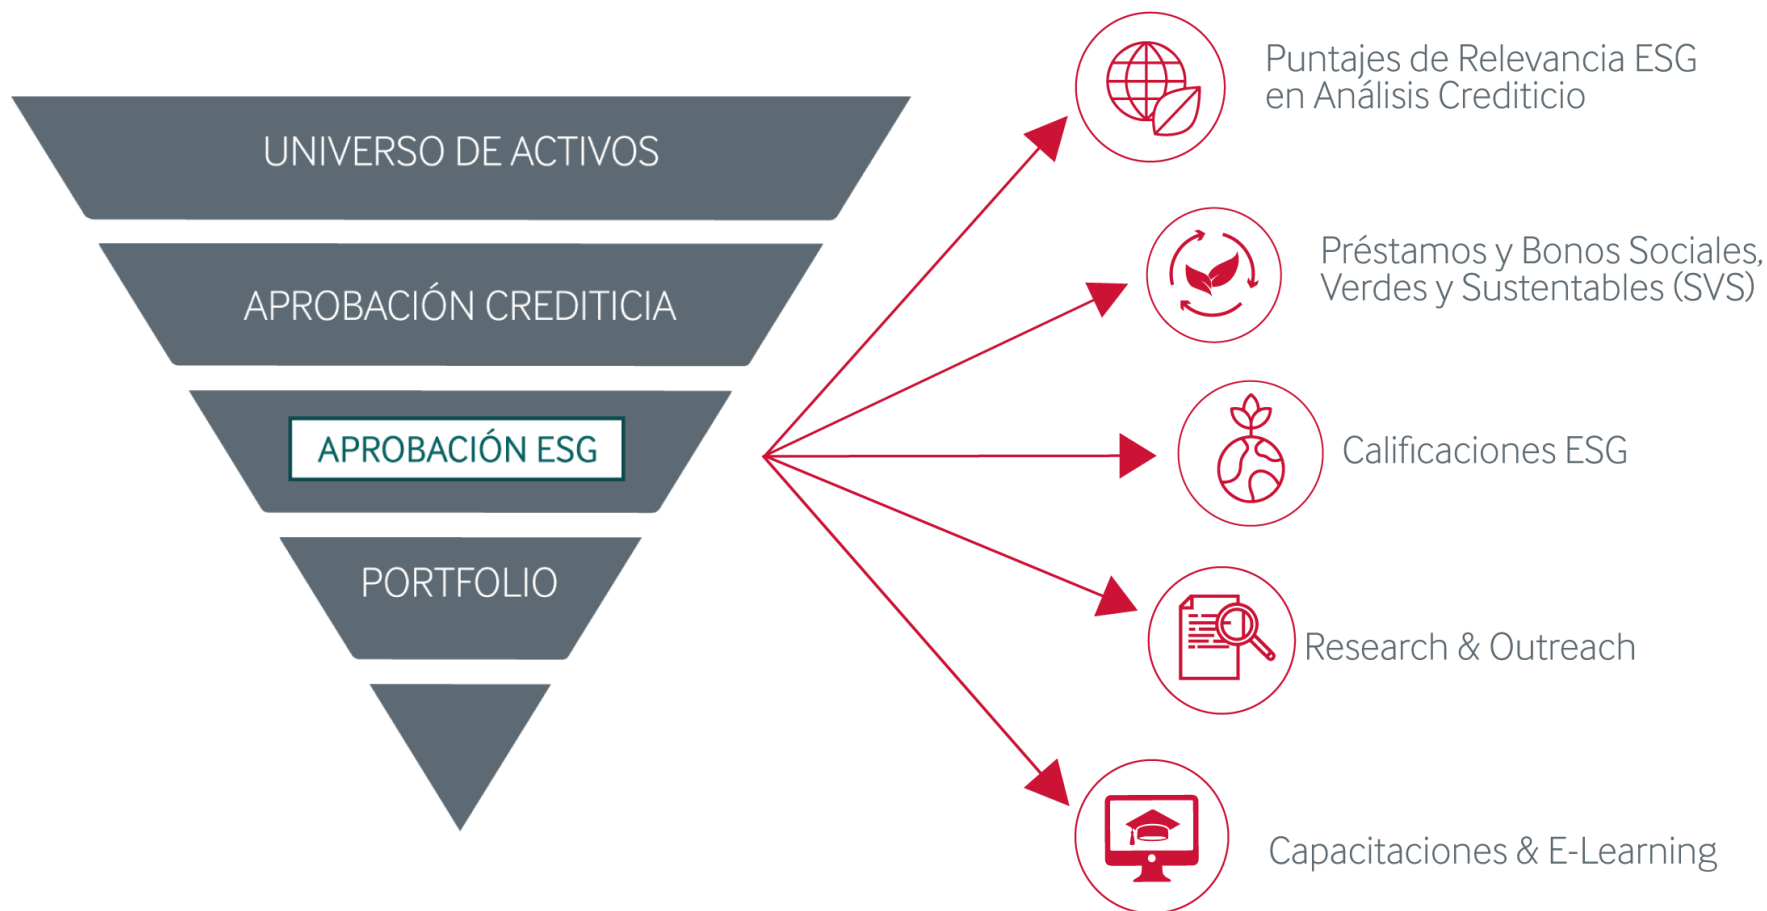 UNIVERSO DE ACTIVOS
APROBACIÓN CREDITICIA
APROBACIÓN ESG
PORTFOLIO
Puntajes de Relevancia ESG
en Análisis Crediticio
Préstamos y Bonos Sociales,
Verdes y Sustentables (SVS)
Calificaciones ESG
Research & Outreach
Capacitaciones & E-Learning